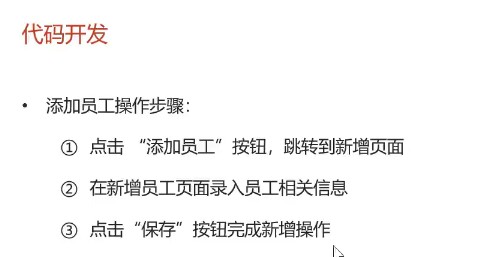 代码开发
• 添加员工操作步骤：
① 点击 “添加员工”按钮，跳转到新增页面
② 在新增员工页面录入员工相关信息
③ 点击“保存”按钮完成新增操作